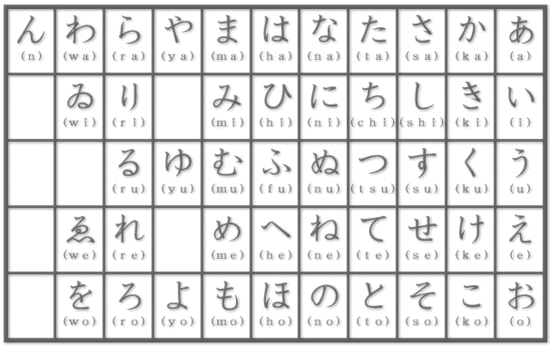 ん わ ら や ま は な た さ か あ
(n) (wa) (ra) (ya) (ma) (ha) (na) (ta) (sa) (ka) (a)
ゐ り み ひ に ち し き い
(wi) (ri) (mi) (hi) (ni) (chi) (shi) (ki) (i)
る ゆ む ふ ぬ つ す く う
(ru) (yu) (mu) (fu) (nu) (tsu) (su) (ku) (u)
ゑ れ め へ ね て せ け え
(we) (re) (me) (he) (ne) (te) (se) (ke) (e)
を ろ よ も ほ の と そ こ お
(wo) (ro) (yo) (mo) (ho) (no) (to) (so) (ko) (o)